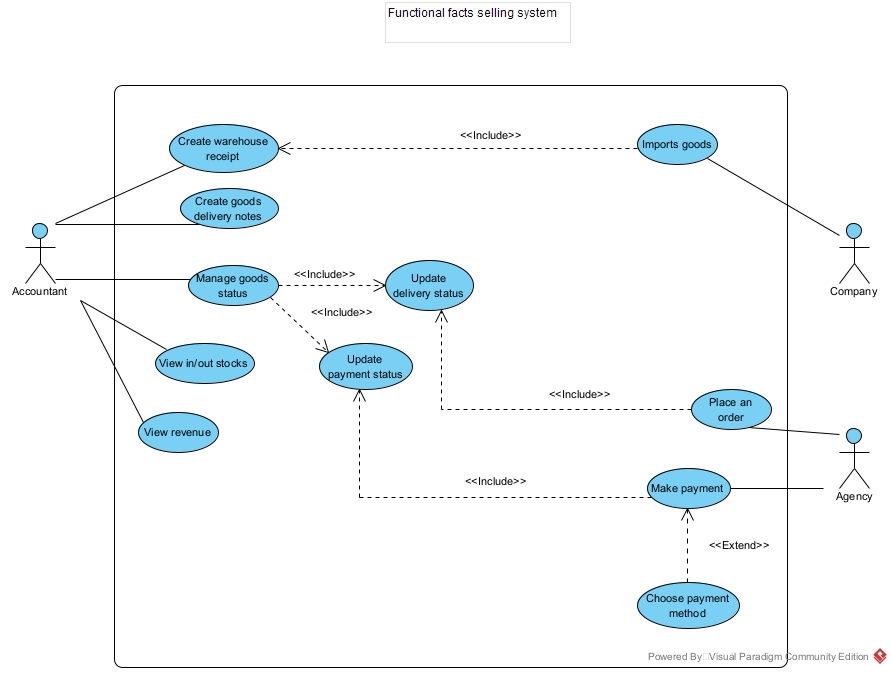 Functional facts selling system
Create warehouse
receipt
<<Include>>
Imports goods
Create goods
delivery notes
Accountant
Company
Manage goods
status
<<Include>>
Update
delivery status
<<Include>>
View in/out stocks
Update
payment status
<<Include>>
Place an
order
View revenue
Agency
<<Include>>
Make payment
<<Extend>>
Choose payment
method
Powered By Visual Paradigm Community Edition